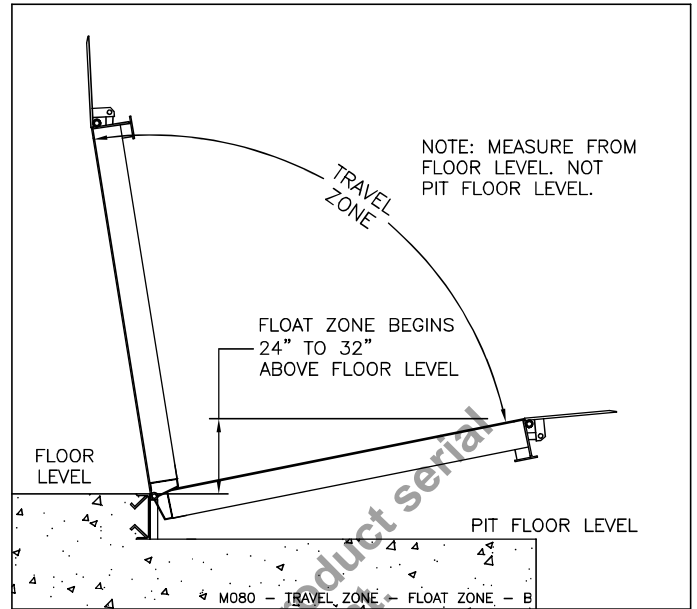 NOTE: MEASURE FROM
FLOOR LEVEL. NOT
PIT FLOOR LEVEL.
TRAVEL
ZONE
FLOAT ZONE BEGINS
24" TO 32"
ABOVE FLOOR LEVEL
FLOOR
LEVEL
PIT FLOOR LEVEL
product serial
M080 - TRAVEL ZONE - FLOAT ZONE - B